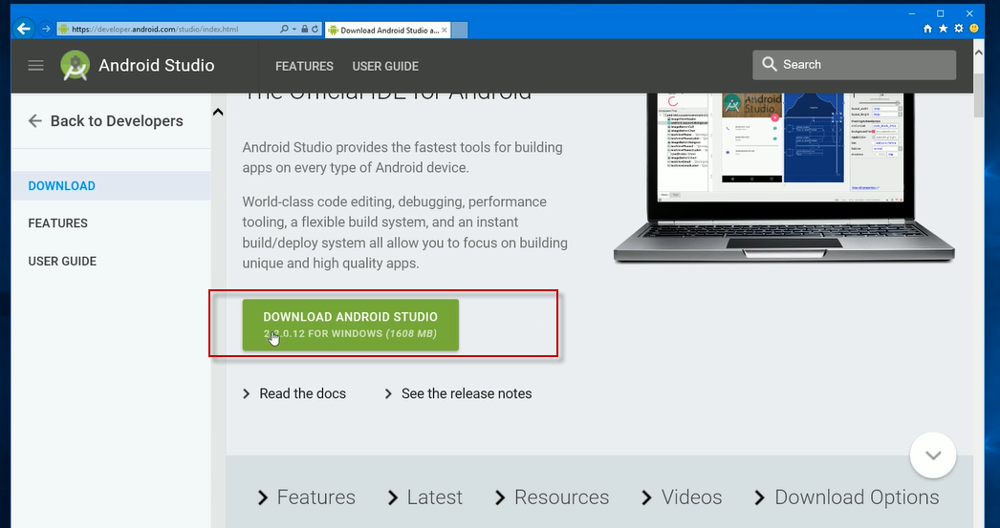 https://developer.android.com/studio/index.html
Download Android Studio a...
Android Studio
FEATURES
USER GUIDE
Search
Back to Developers
DOWNLOAD
FEATURES
USER GUIDE
The Official IDE for Android
Android Studio provides the fastest tools for building
apps on every type of Android device.
World-class code editing, debugging, performance
tooling, a flexible build system, and an instant
build/deploy system all allow you to focus on building
unique and high quality apps.
Android
Studio
DOWNLOAD ANDROID STUDIO
FOR WINDOWS (1608 MB)
Read the docs
See the release notes
Features
Latest
Resources
Videos
Download Options